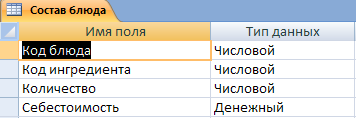 Состав блюда
Имя поля Тип данных
Код блюда Числовой
Код ингредиента Числовой
Количество Числовой
Себестоимость Денежный